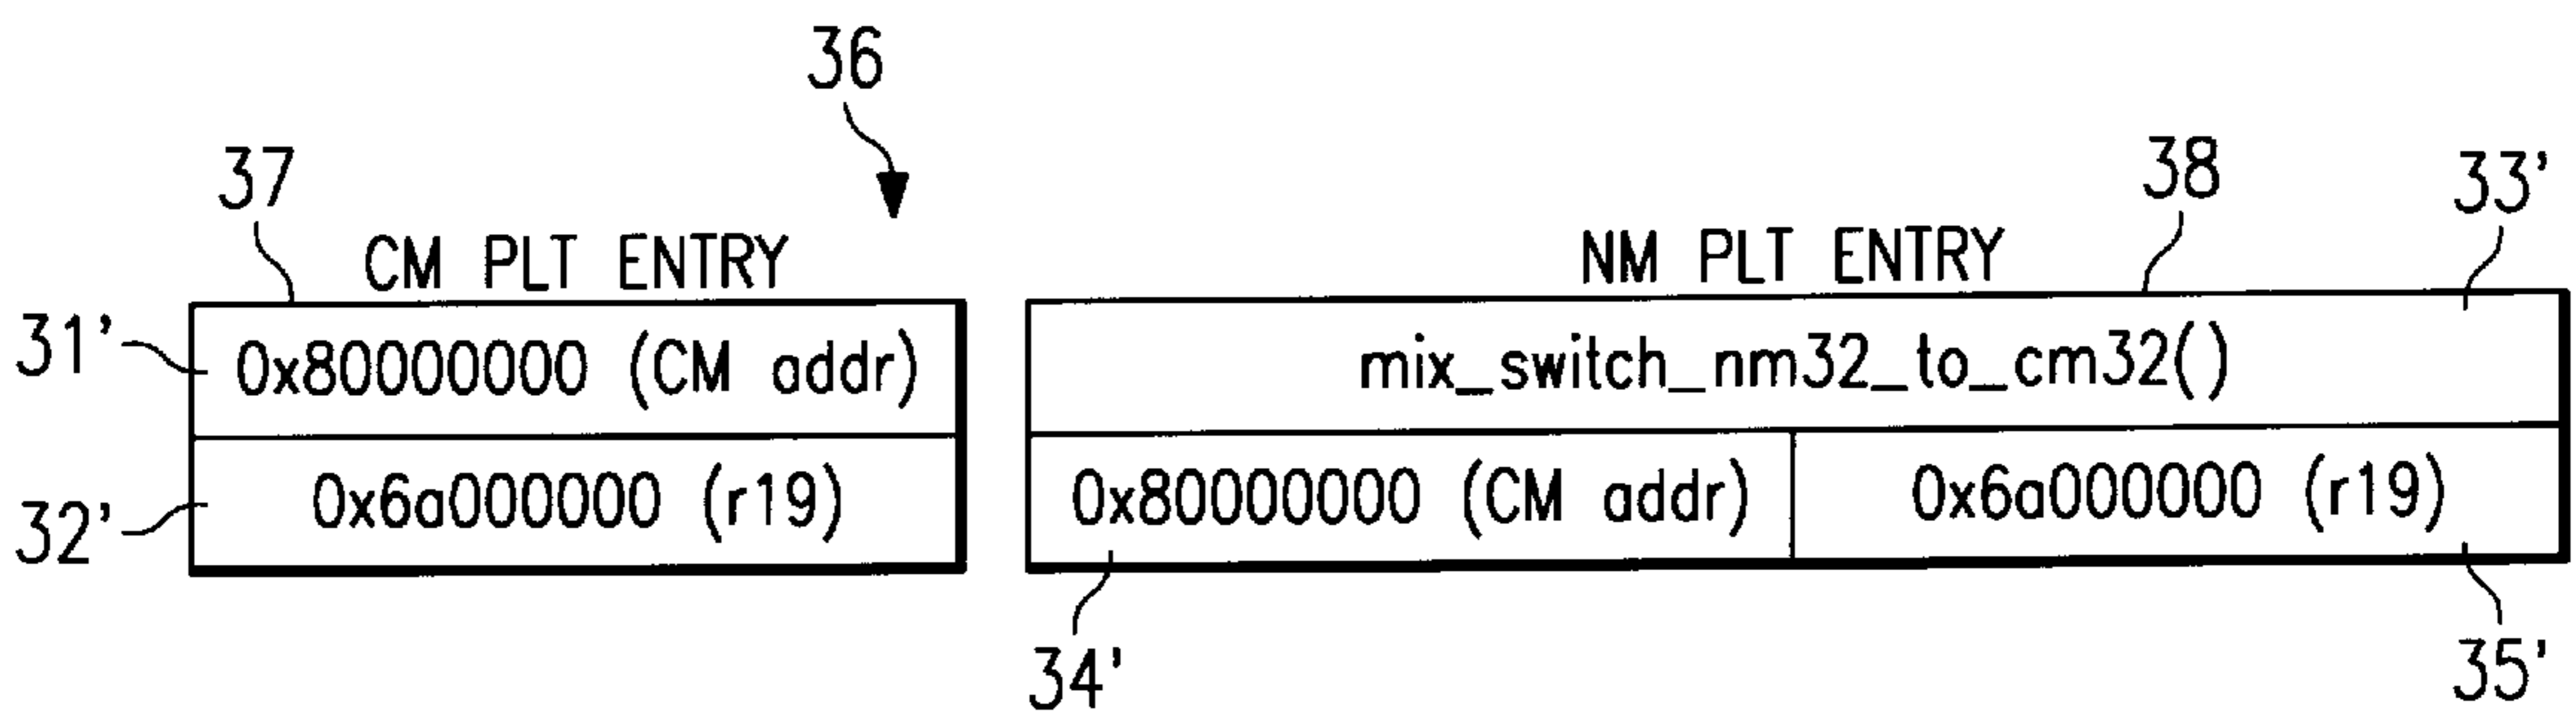 36
37
38
33'
CM PLT ENTRY
NM PLT ENTRY
31'
0x80000000 (CM addr)
mix_switch_nm32_to_cm32()
32'
0x6a000000 (r19)
0x80000000 (CM addr)
0x6a000000 (r19)
34'
35'